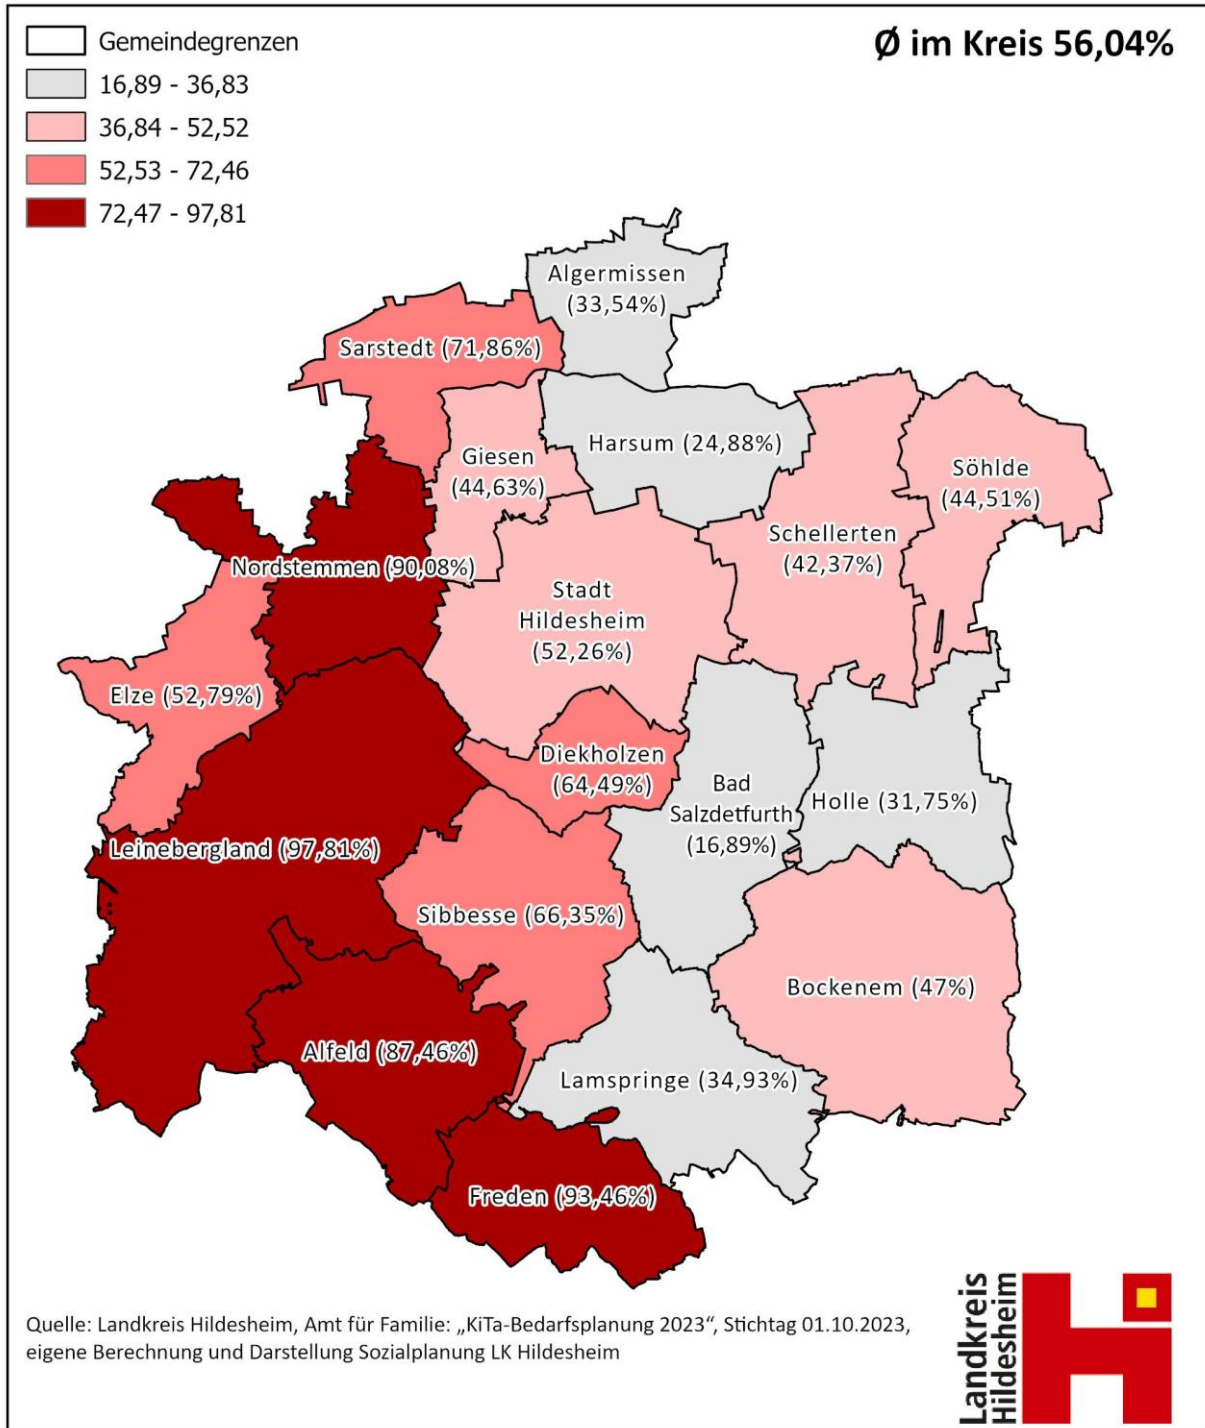 Gemeindegrenzen
16,89 - 36,83
36,84 - 52,52
52,53 - 72,46
72,47 - 97,81
Ø im Kreis 56,04%
Algermissen
(33,54%)
Sarstedt (71,86%)
Harsum (24,88%)
Giesen
(44,63%)
Söhlde
(44,51%)
Schellerten
(42,37%)
Nordstemmen (90,08%)
Stadt
Hildesheim
(52,26%)
Elze (52,79%)
Diekholzen
(64,49%)
Bad
Salzdetfurth
(16,89%)
Holle (31,75%)
Leinebergland (97,81%)
Sibbesse (66,35%)
Bockenem (47%)
Alfeld (87,46%)
Lamspringe (34,93%)
Freden (93,46%)
Quelle: Landkreis Hildesheim, Amt für Familie: „KiTa-Bedarfsplanung 2023“, Stichtag 01.10.2023,
eigene Berechnung und Darstellung Sozialplanung LK Hildesheim
Landkreis
Hildesheim